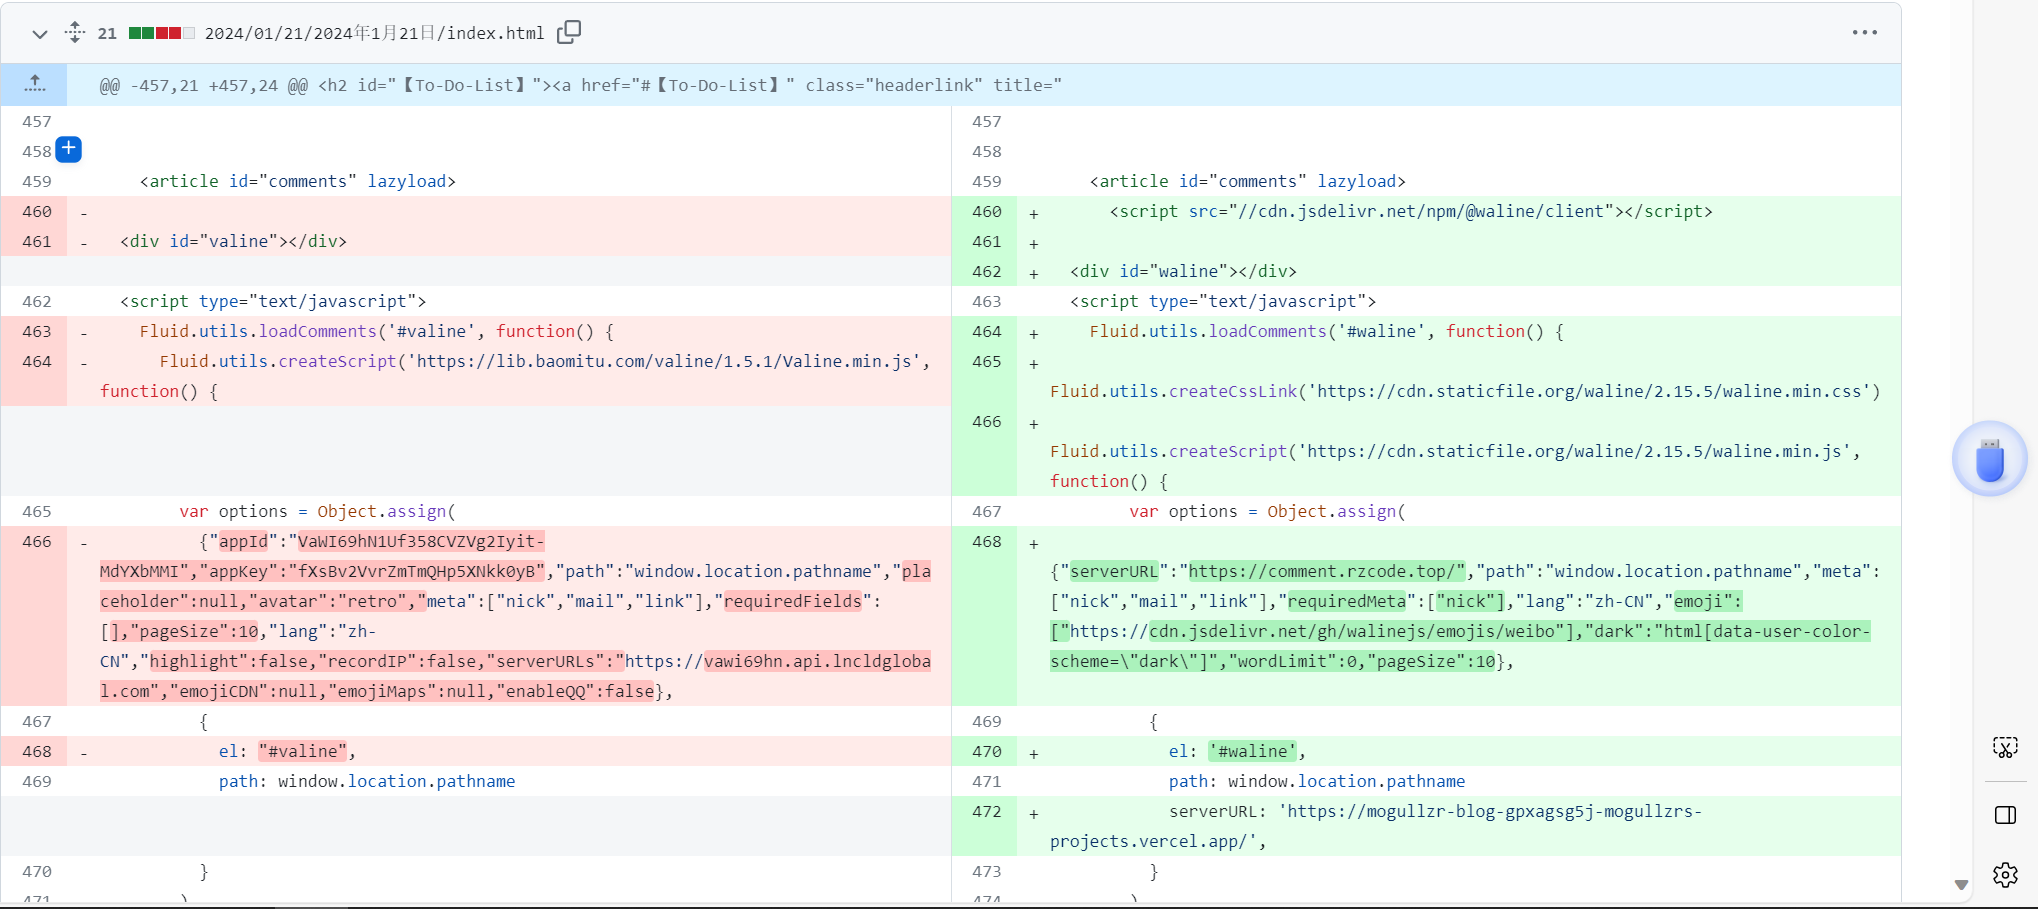 21 2024/01/21/2024年1月21日/index.html
@@ -457,21 +457,24 @@ <h2 id="【To-Do-List】"><a href="#【To-Do-List】" class="headerlink" title="
457
458
459 <article id="comments" lazyload>
460 -
461 - <div id="valine"></div>
462 <script type="text/javascript">
463 - Fluid.utils.loadComments('#valine', function() {
464 - Fluid.utils.createScript('https://lib.baomitu.com/valine/1.5.1/Valine.min.js',
function() {
465 var options = Object.assign(
466 - {"appId":"VaWI69hN1Uf358CVZVg2Iyit-
MdYXbMMI","appKey":"fXsBv2VvrZmTmQHp5XNkk0yB","path":"window.location.pathname","pla
ceholder":null,"avatar":"retro","meta":["nick","mail","link"],"requiredFields":
[],"pageSize":10,"lang":"zh-
CN","highlight":false,"recordIP":false,"serverURLs":"https://vawi69hn.api.lncldgloba
l.com","emojiCDN":null,"emojiMaps":null,"enableQQ":false},
467 {
468 - el: "#valine",
469 path: window.location.pathname
470 }
471 )
457
458
459 <article id="comments" lazyload>
460 + <script src="//cdn.jsdelivr.net/npm/@waline/client"></script>
461 +
462 + <div id="waline"></div>
463 <script type="text/javascript">
464 + Fluid.utils.loadComments('#waline', function() {
465 +
Fluid.utils.createCssLink('https://cdn.staticfile.org/waline/2.15.5/waline.min.css')
466 +
Fluid.utils.createScript('https://cdn.staticfile.org/waline/2.15.5/waline.min.js',
function() {
467 var options = Object.assign(
468 +
{"serverURL":"https://comment.rzcode.top/","path":"window.location.pathname","meta":
["nick","mail","link"],"requiredMeta":["nick"],"lang":"zh-CN","emoji":
["https://cdn.jsdelivr.net/gh/walinejs/emojis/weibo"],"dark":"html[data-user-color-
scheme=\"dark\"]","wordLimit":0,"pageSize":10},
469 {
470 + el: '#waline',
471 path: window.location.pathname
472 + serverURL: 'https://mogullzr-blog-gpxagsg5j-mogullzrs-
projects.vercel.app/',
473 }
474 )